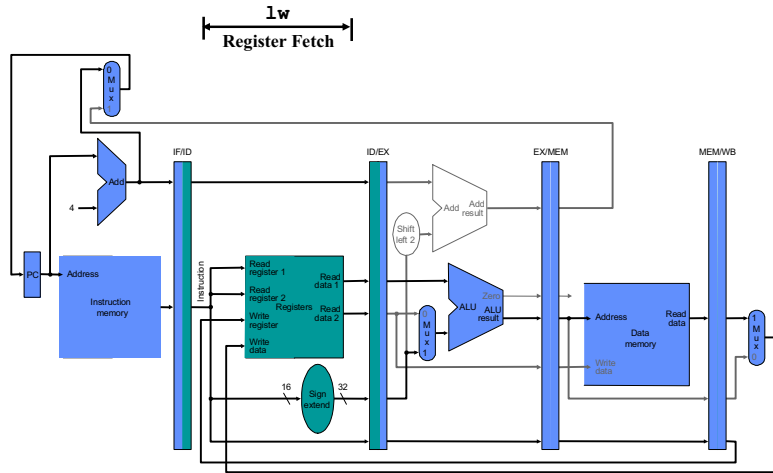 lw
Register Fetch
0
M
u
x
1
IF/ID
ID/EX
EX/MEM
MEM/WB
Add
4
Add
Add
result
Shift
left 2
PC
Address
Instruction
memory
Instruction
Read
register 1
Read
register 2
Registers
Write
register
Write
data
Read
data 1
Read
data 2
0
M
u
x
1
Zero
ALU
ALU
result
Address
Read
data
Data
memory
Write
data
1
M
u
x
0
16
Sign
extend
32